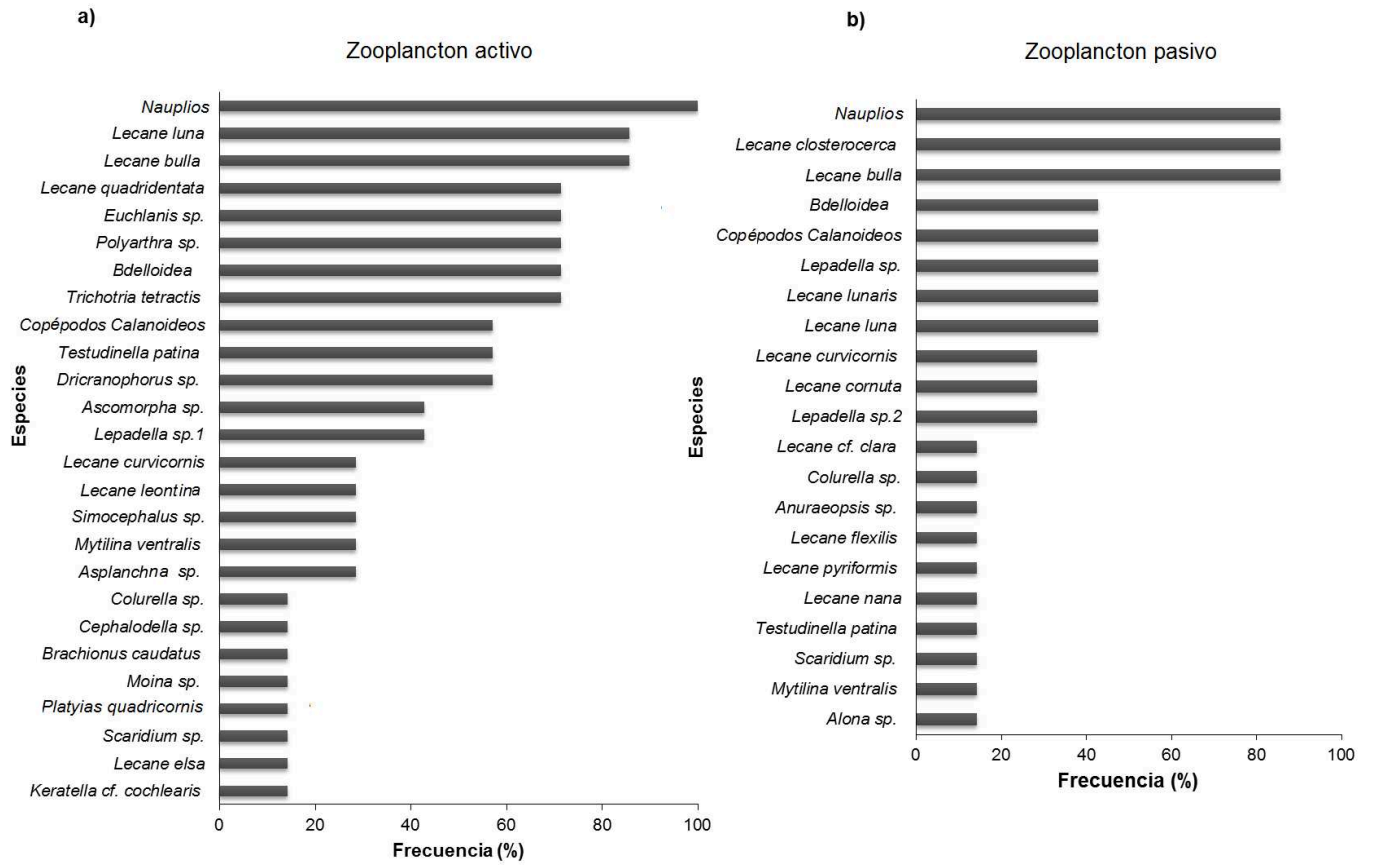 a)
Zooplancton activo
Especies
Nauplios
Lecane luna
Lecane bulla
Lecane quadridentata
Euchlanis sp.
Polyarthra sp.
Bdelloidea
Trichotria tetractis
Copépodos Calanoideos
Testudinella patina
Dricranophorus sp.
Ascomorpha sp.
Lepadella sp.1
Lecane curvicornis
Lecane leontina
Simocephalus sp.
Mytilina ventralis
Asplanchna sp.
Colurella sp.
Cephalodella sp.
Brachionus caudatus
Moina sp.
Platyias quadricornis
Scaridium sp.
Lecane elsa
Keratella cf. cochlearis
0 20 40 60 80 100
Frecuencia (%)
b)
Zooplancton pasivo
Especies
Nauplios
Lecane closterocerca
Lecane bulla
Bdelloidea
Copépodos Calanoideos
Lepadella sp.
Lecane lunaris
Lecane luna
Lecane curvicornis
Lecane cornuta
Lepadella sp.2
Lecane cf. clara
Colurella sp.
Anuraeopsis sp.
Lecane flexilis
Lecane pyriformis
Lecane nana
Testudinella patina
Scaridium sp.
Mytilina ventralis
Alona sp.
0 20 40 60 80 100
Frecuencia (%)